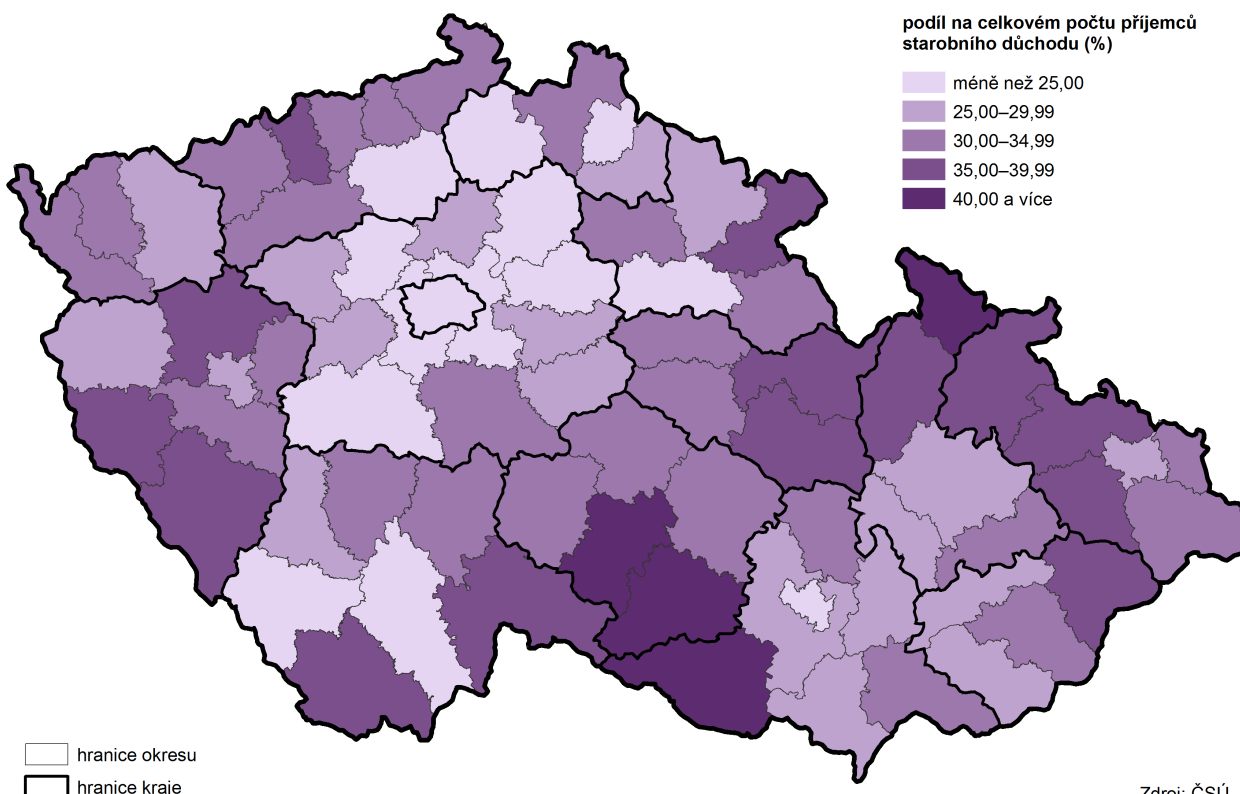 podíl na celkovém počtu příjemců
starobního důchodu (%)
méně než 25,00
25,00–29,99
30,00–34,99
35,00–39,99
40,00 a více
hranice okresu
hranice kraje
Zdroj: ČSÚ